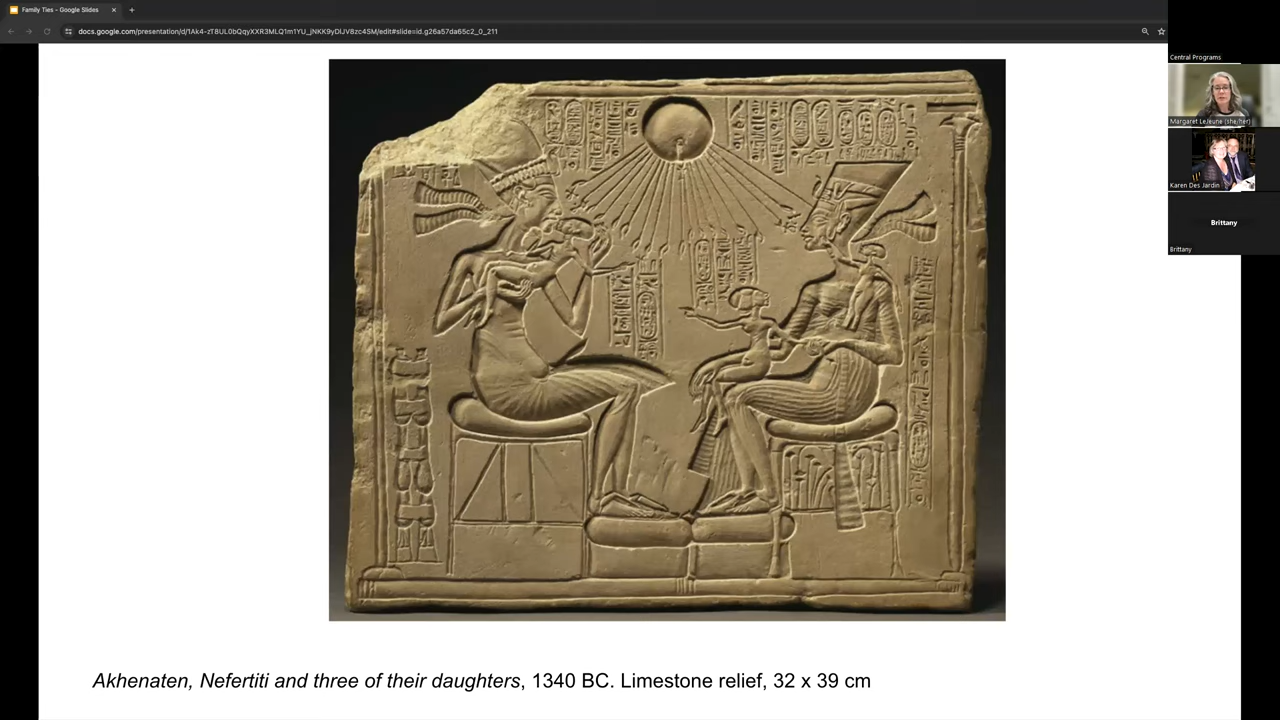 Family Ties - Google Slides
docs.google.com/presentation/d/1Ak4-zT8UL0bQqyXXR3MLQ1m1YU_jNKK9yDlJV8zc4SM/edit#slide=id.g26a57da65c2_0_211
Central Programs
Margaret LeJeune (she/her)
Karen Des Jardin
Brittany
Brittany
Akhenaten, Nefertiti and three of their daughters, 1340 BC. Limestone relief, 32 x 39 cm